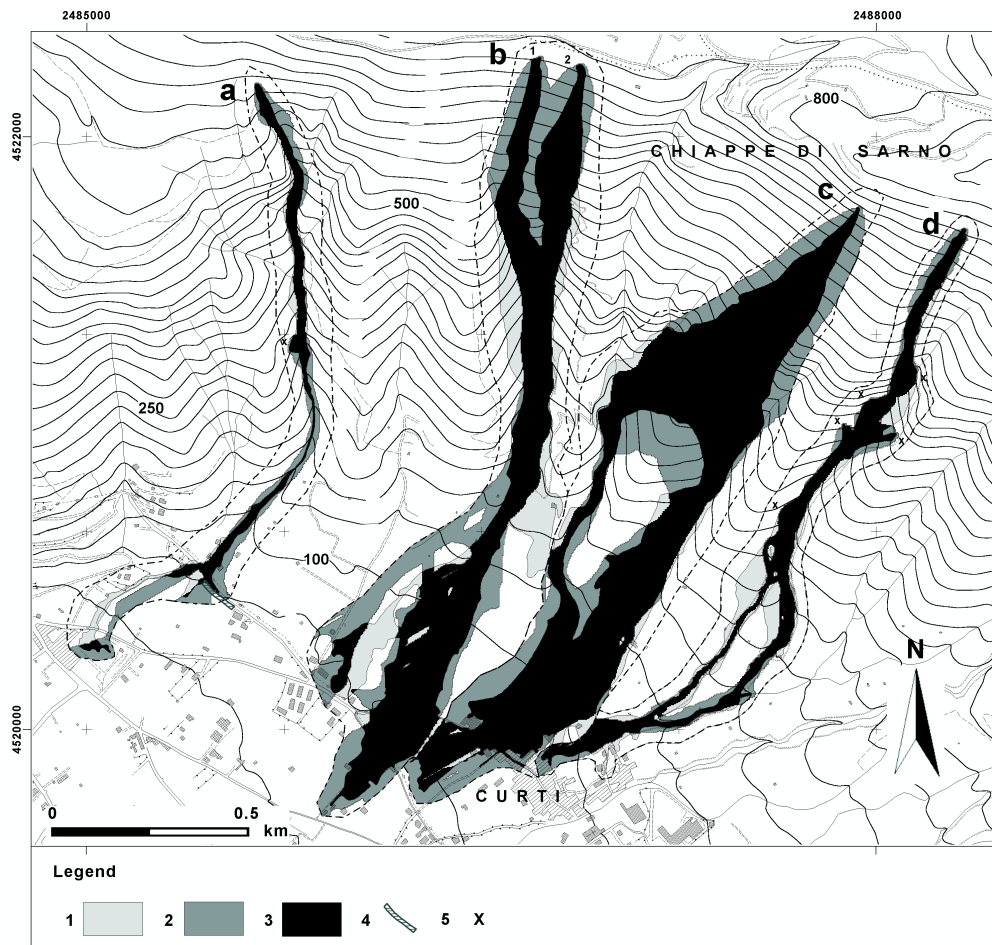 2485000 2488000
b 1 2
a
800
4522000
CHIAPPE DI SARNO
c
500
d
x
x
x
250
x
x
x
100
N
4520000
CURTI
0 0.5
km
Legend
1 2 3 4 5 X